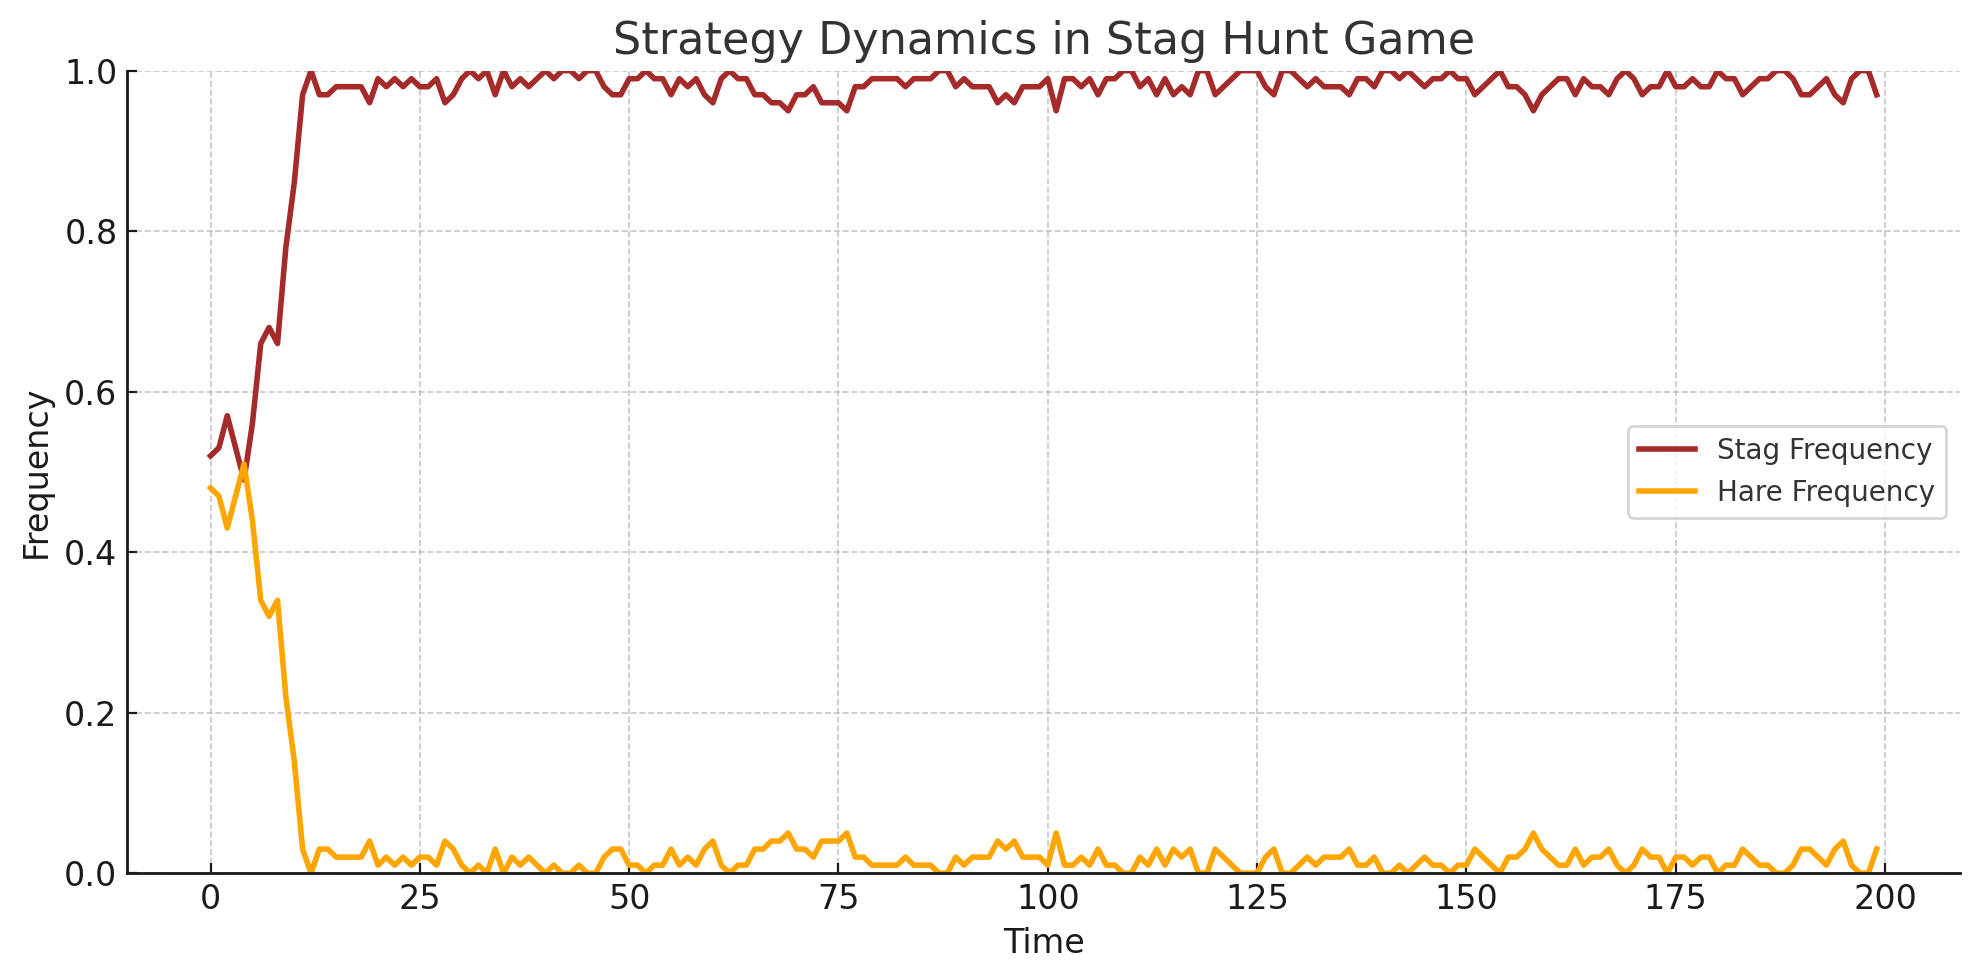 Strategy Dynamics in Stag Hunt Game
1.0
0.8
0.6
0.4
0.2
0.0
Frequency
Stag Frequency
Hare Frequency
0 25 50 75 100 125 150 175 200
Time